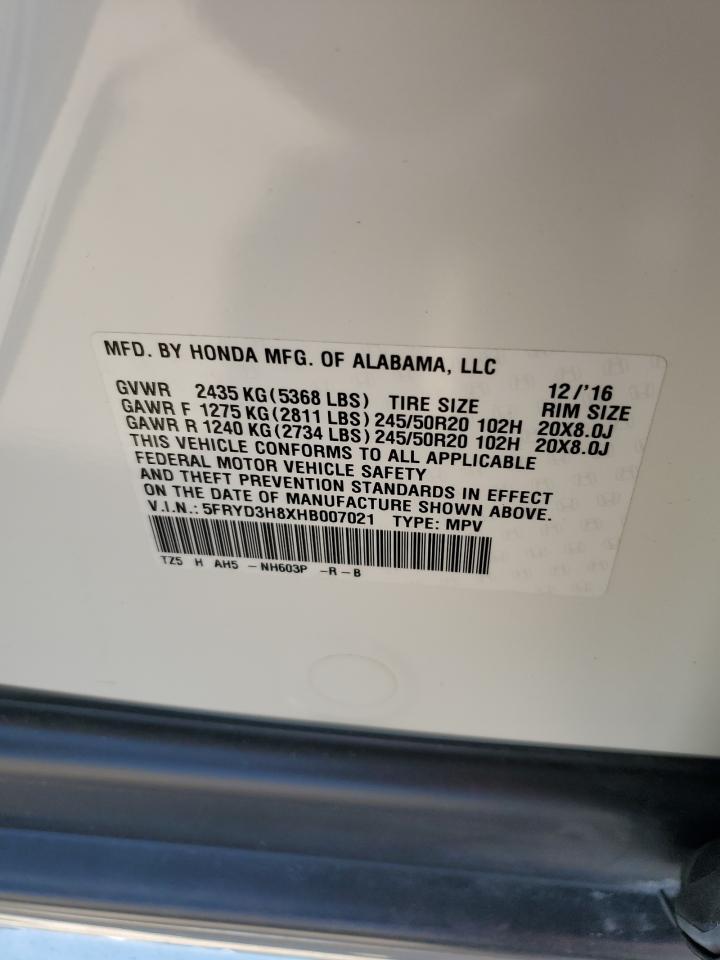 MFD. BY HONDA MFG. OF ALABAMA, LLC
12/'16
GVWR 2435 KG(5368 LBS) TIRE SIZE RIM SIZE
GAWR F 1275 KG(2811 LBS) 245/50R20 102H 20X8.0J
GAWR R 1240 KG(2734 LBS) 245/50R20 102H 20X8.0J
THIS VEHICLE CONFORMS TO ALL APPLICABLE
FEDERAL MOTOR VEHICLE SAFETY
AND THEFT PREVENTION STANDARDS IN EFFECT
ON THE DATE OF MANUFACTURE SHOWN ABOVE.
V.I.N.: 5FRYD3H8XHB007021 TYPE: MPV
TZ5 H AH5 -NH603P -R-B